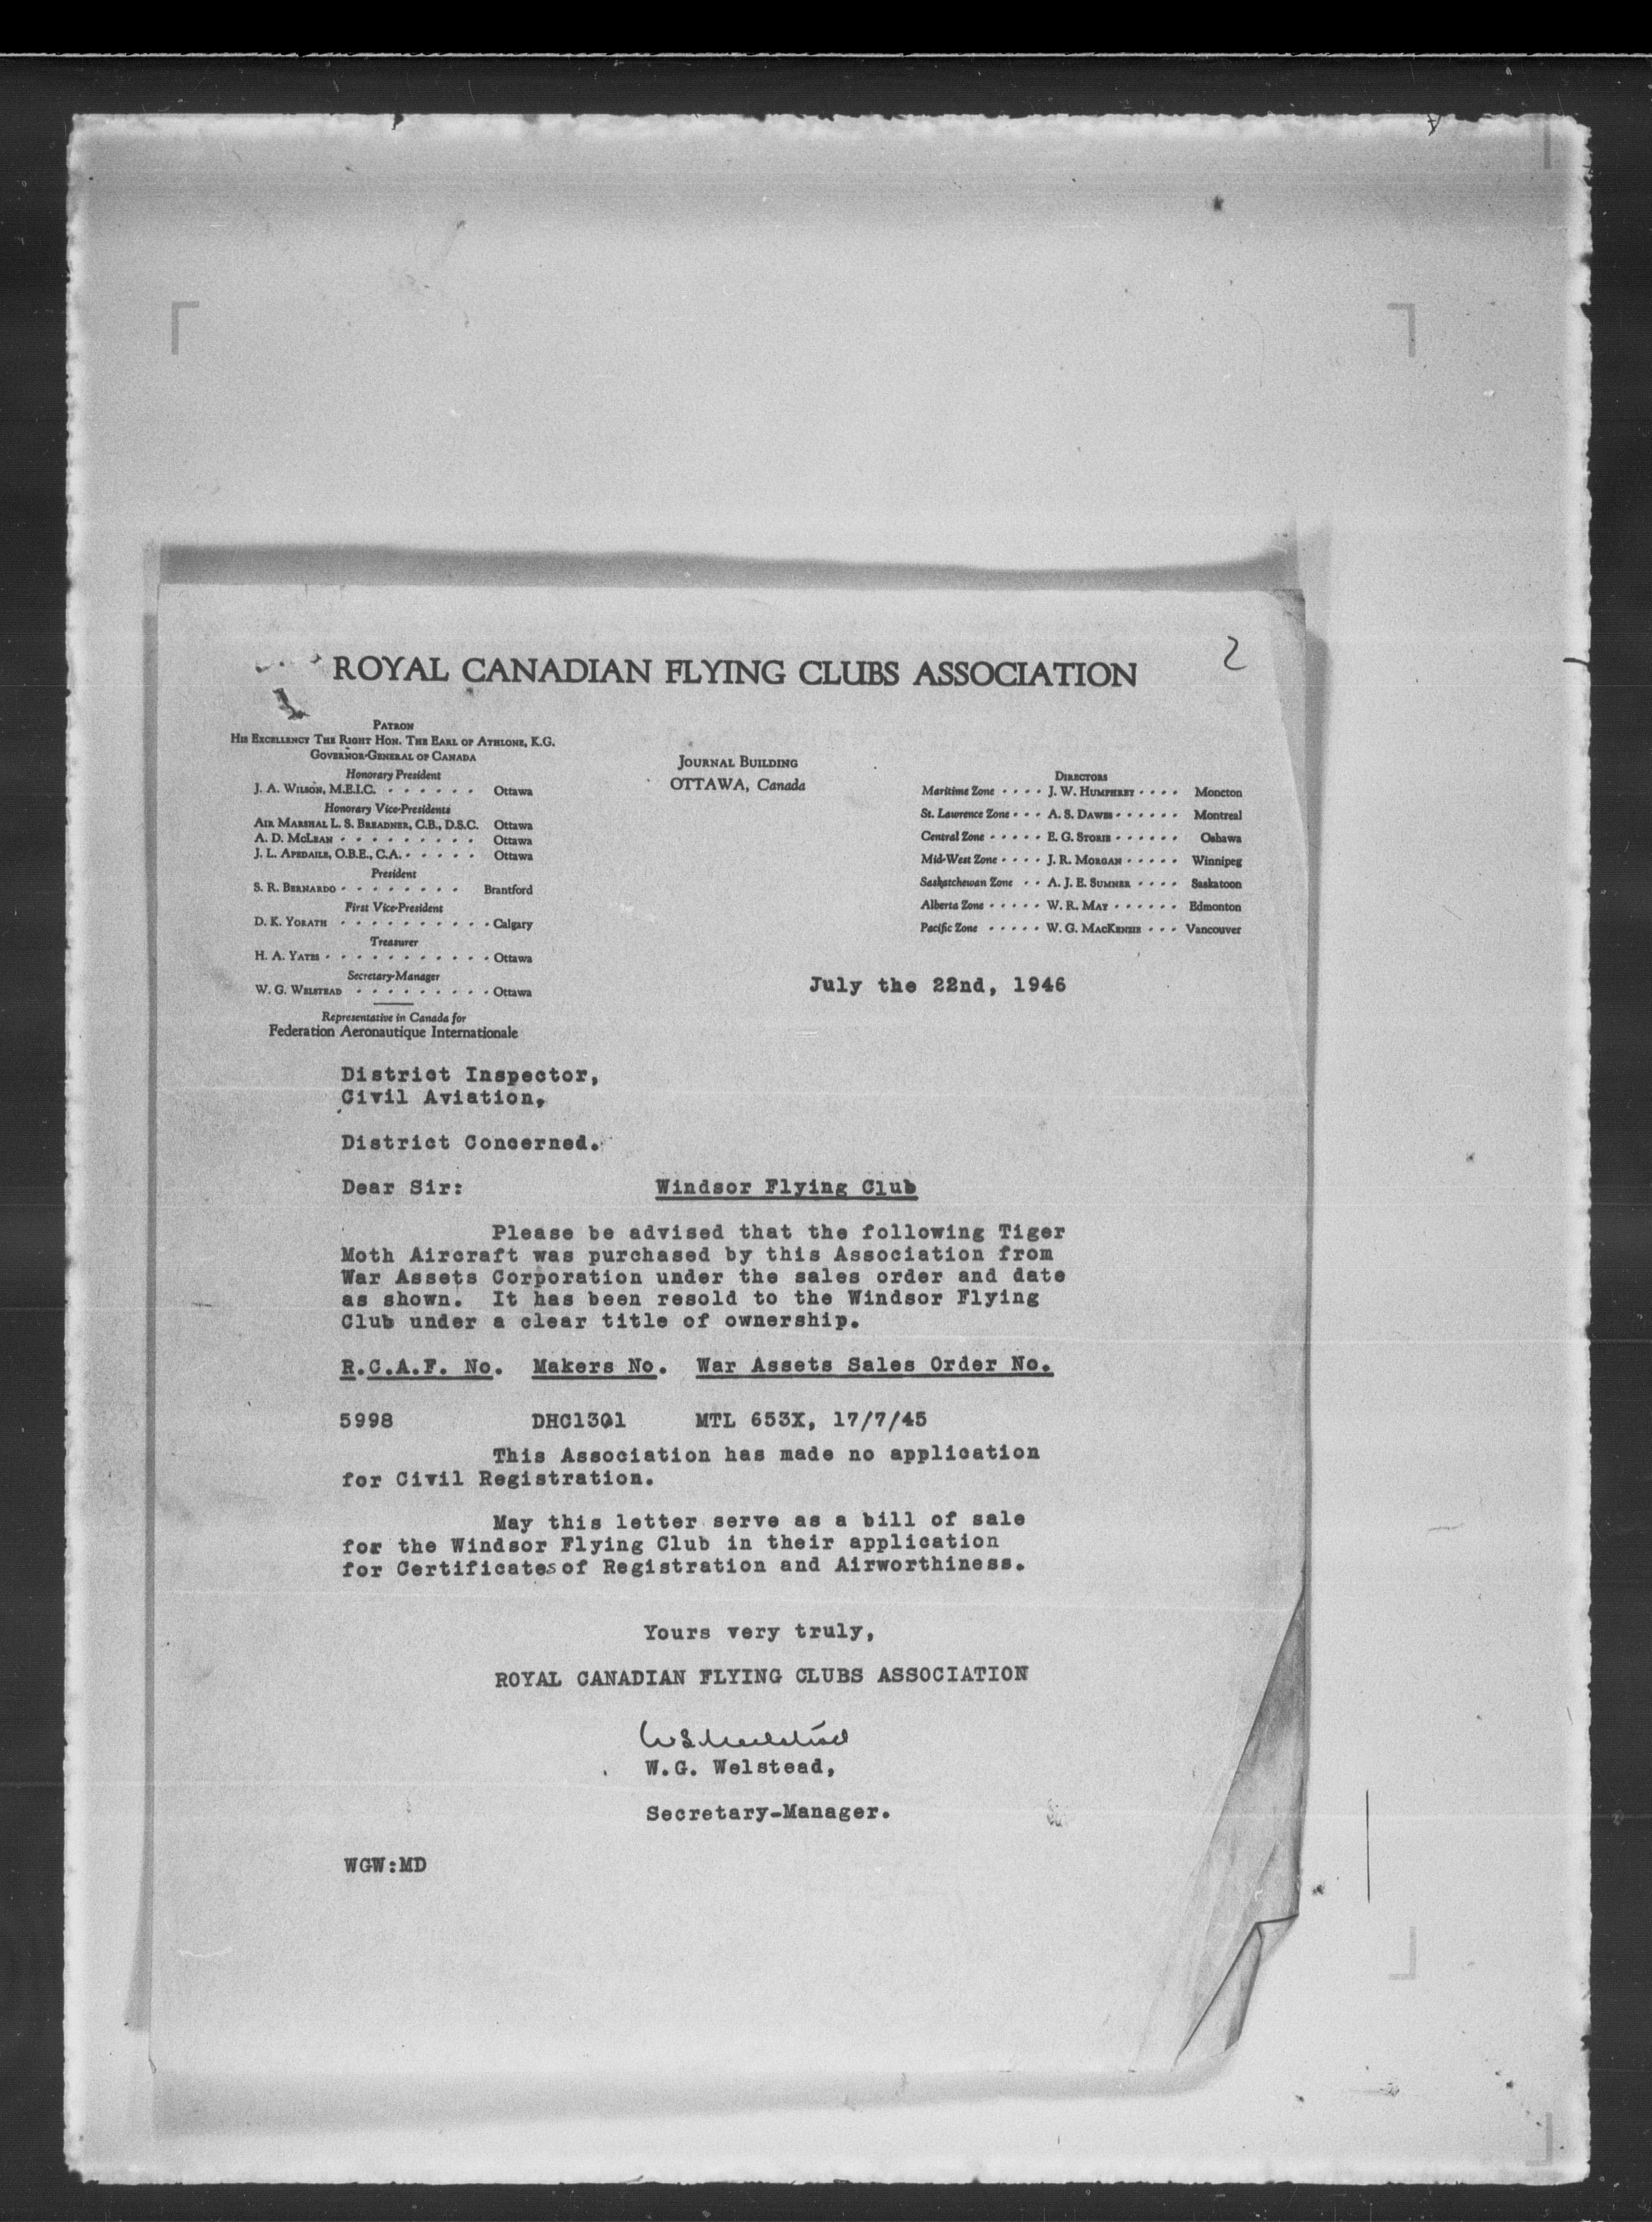 2
ROYAL CANADIAN FLYING CLUBS ASSOCIATION
PATRON
HIS EXCELLENCY THE RIGHT HON. THE EARL OF ATHLONE, K.G.
GOVERNOR-GENERAL OF CANADA
Honorary President
J. A. WILSON, M.E.I.C. · · · · · · Ottawa
Honorary Vice-Presidents
AIR MARSHAL L. S. BREADNER, C.B., D.S.C. Ottawa
A. D. MCLEAN · · · · · · · · · Ottawa
J. L. APEDAILE, O.B.E., C.A. · · · · · Ottawa
President
S. R. BERNARDO · · · · · · · · Brantford
First Vice-President
D. K. YORATH · · · · · · · · · · Calgary
Treasurer
H. A. YATES · · · · · · · · · · · Ottawa
Secretary-Manager
W. G. WELSTEAD · · · · · · · · · Ottawa
Representative in Canada for
Federation Aeronautique Internationale
JOURNAL BUILDING
OTTAWA, Canada
DIRECTORS
Maritime Zone · · · · J. W. HUMPHREY · · · · Moncton
St. Lawrence Zone · · · A. S. DAWES · · · · · · Montreal
Central Zone · · · · · E. G. STORIE · · · · · · Oshawa
Mid-West Zone · · · · J. R. MORGAN · · · · · Winnipeg
Saskatchewan Zone · · A. J. E. SUMNER · · · · Saskatoon
Alberta Zone · · · · · W. R. MAY · · · · · · Edmonton
Pacific Zone · · · · · W. G. MACKENZIE · · · Vancouver
July the 22nd, 1946
District Inspector,
Civil Aviation,
District Concerned.
Dear Sir: Windsor Flying Club
Please be advised that the following Tiger
Moth Aircraft was purchased by this Association from
War Assets Corporation under the sales order and date
as shown. It has been resold to the Windsor Flying
Club under a clear title of ownership.
R.C.A.F. No. Makers No. War Assets Sales Order No.
5998 DHC1301 MTL 653X, 17/7/45
This Association has made no application
for Civil Registration.
May this letter serve as a bill of sale
for the Windsor Flying Club in their application
for Certificates of Registration and Airworthiness.
Yours very truly,
ROYAL CANADIAN FLYING CLUBS ASSOCIATION
W G Welstead
W.G. Welstead,
Secretary-Manager.
WGW:MD